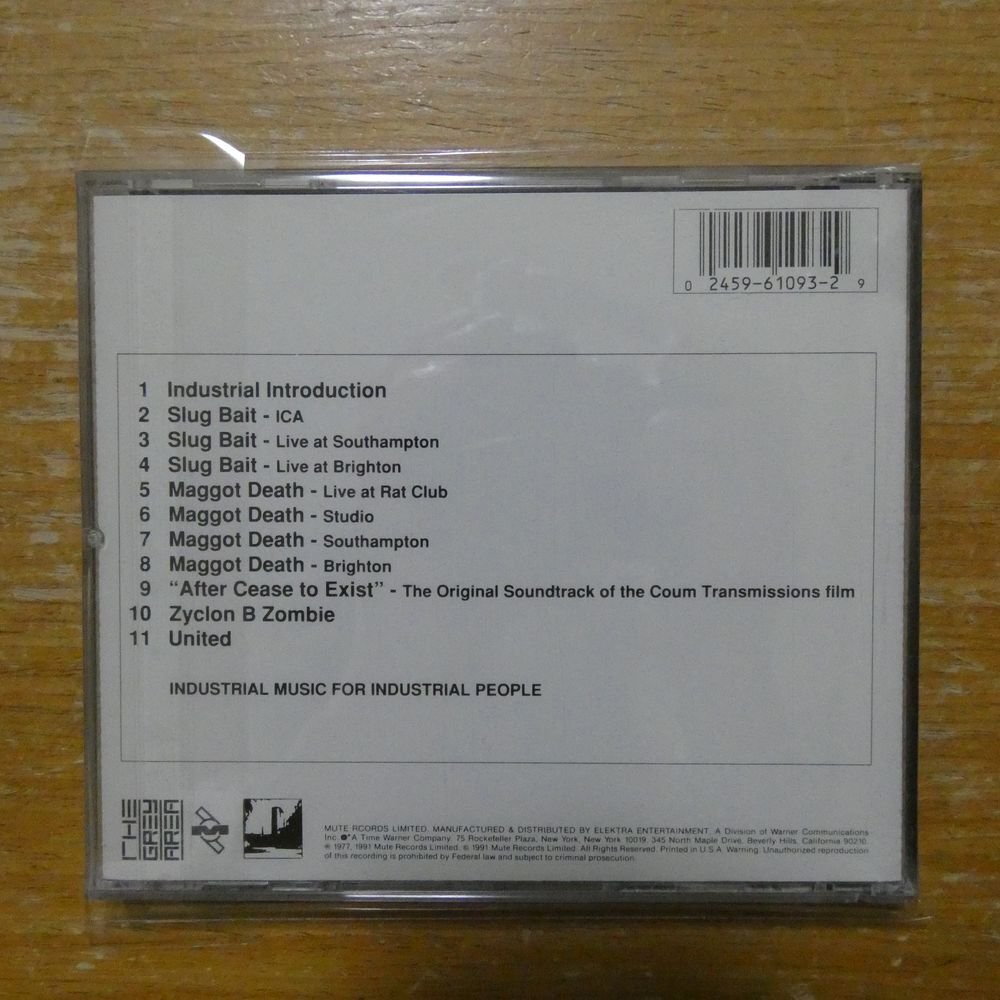 0 2459-61093-2 9
1 Industrial Introduction
2 Slug Bait - ICA
3 Slug Bait - Live at Southampton
4 Slug Bait - Live at Brighton
5 Maggot Death - Live at Rat Club
6 Maggot Death - Studio
7 Maggot Death - Southampton
8 Maggot Death - Brighton
9 “After Cease to Exist” - The Original Soundtrack of the Coum Transmissions film
10 Zyclon B Zombie
11 United
INDUSTRIAL MUSIC FOR INDUSTRIAL PEOPLE
THE
GREY
AREA
MUTE RCORDS LIMITED. MANUFACTURED & DISTRIBUTED BY ELEKTRA ENTERTAINMENT, A Division of Warner Communications
Inc. A Time Warner Company. 75 Rockefeller Plaza, New York, New York 10019. 345 North Maple Drive, Beverly Hills, California 90210.
℗ 1977, 1991 Mute Records Limited. © 1991 Mute Records Limited. All Rights Reserved. Printed in U.S.A. Warning. Unauthorized reproduction
of this recording is prohibited by Federal law and subject to criminal prosecution.